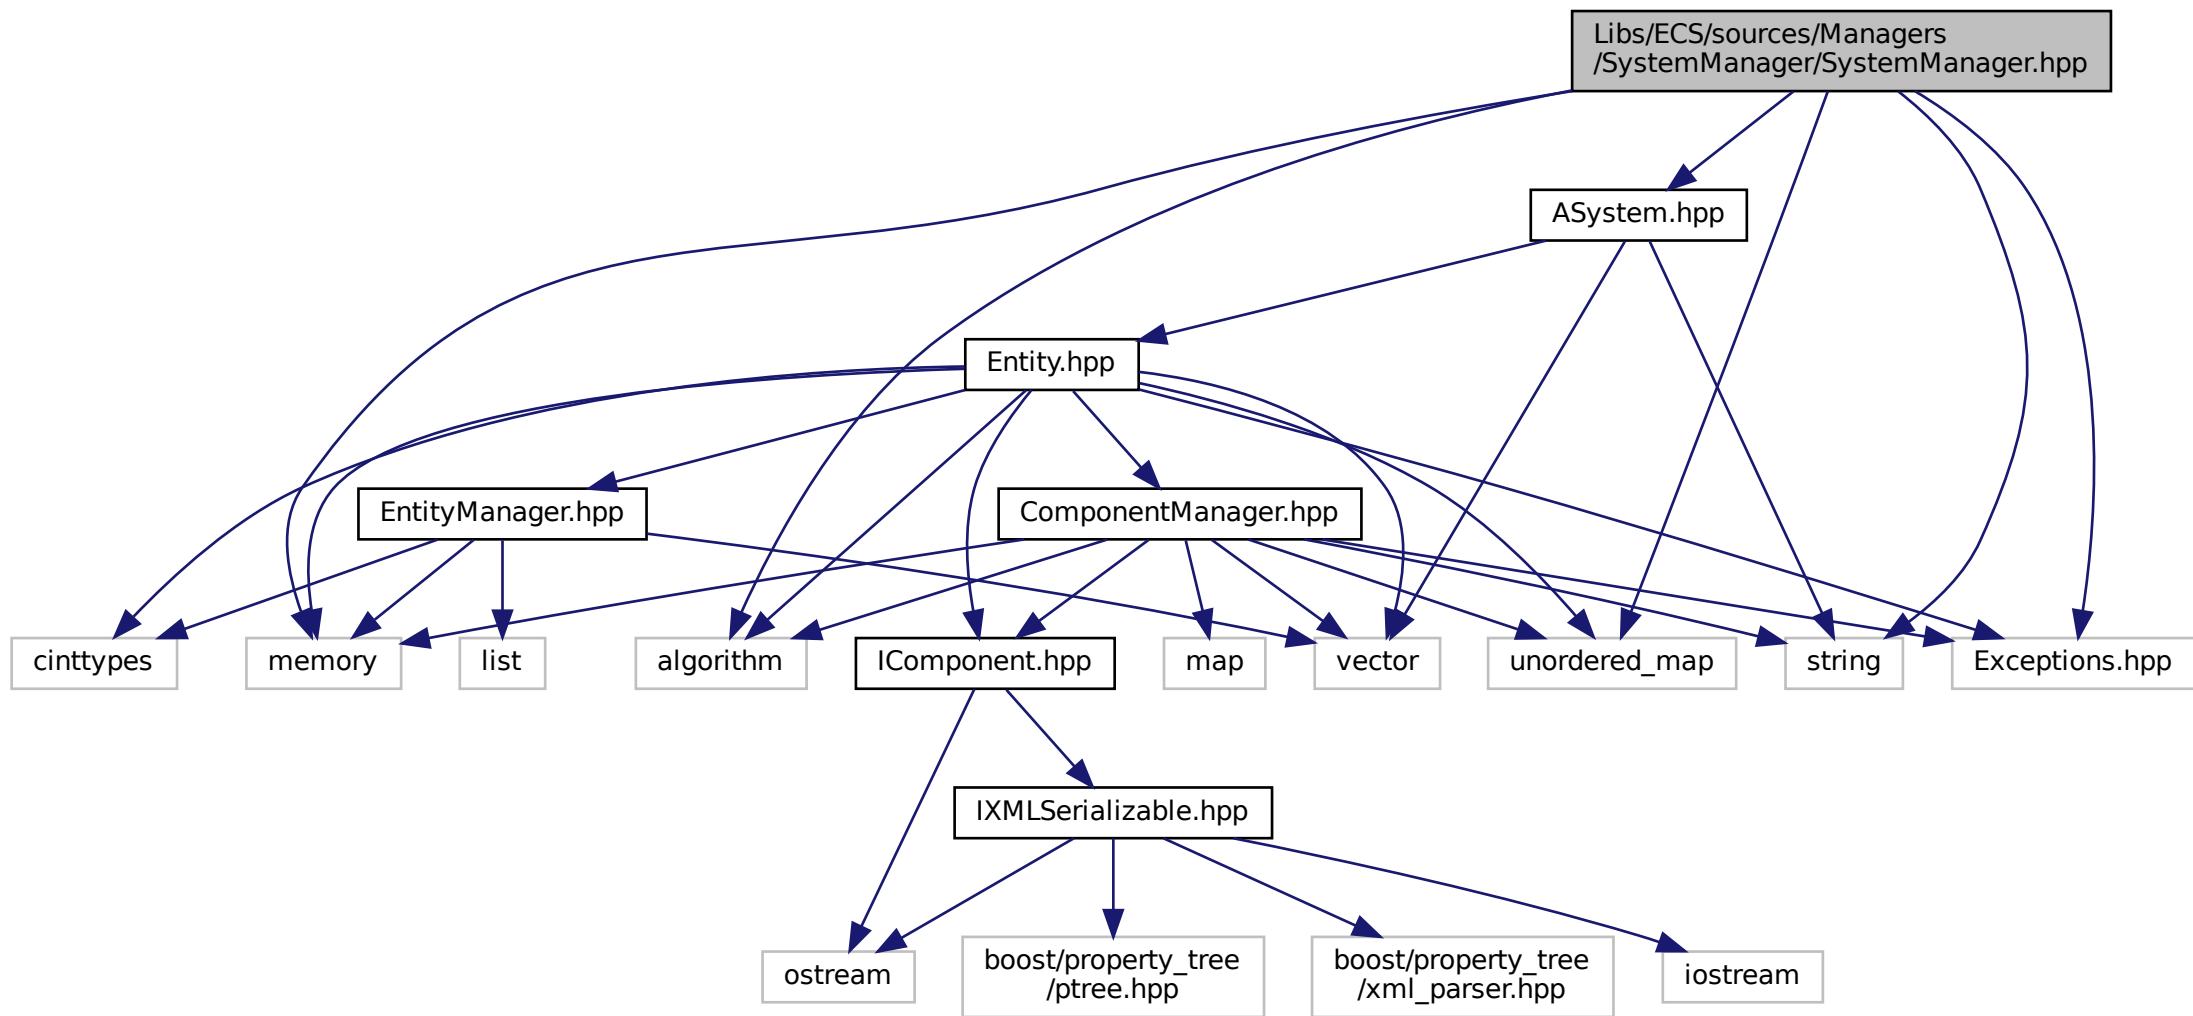 Libs/ECS/sources/Managers
/SystemManager/SystemManager.hpp
ASystem.hpp
Entity.hpp
EntityManager.hpp
ComponentManager.hpp
cinttypes
memory
list
algorithm
IComponent.hpp
map
vector
unordered_map
string
Exceptions.hpp
IXMLSerializable.hpp
ostream
boost/property_tree
/ptree.hpp
boost/property_tree
/xml_parser.hpp
iostream